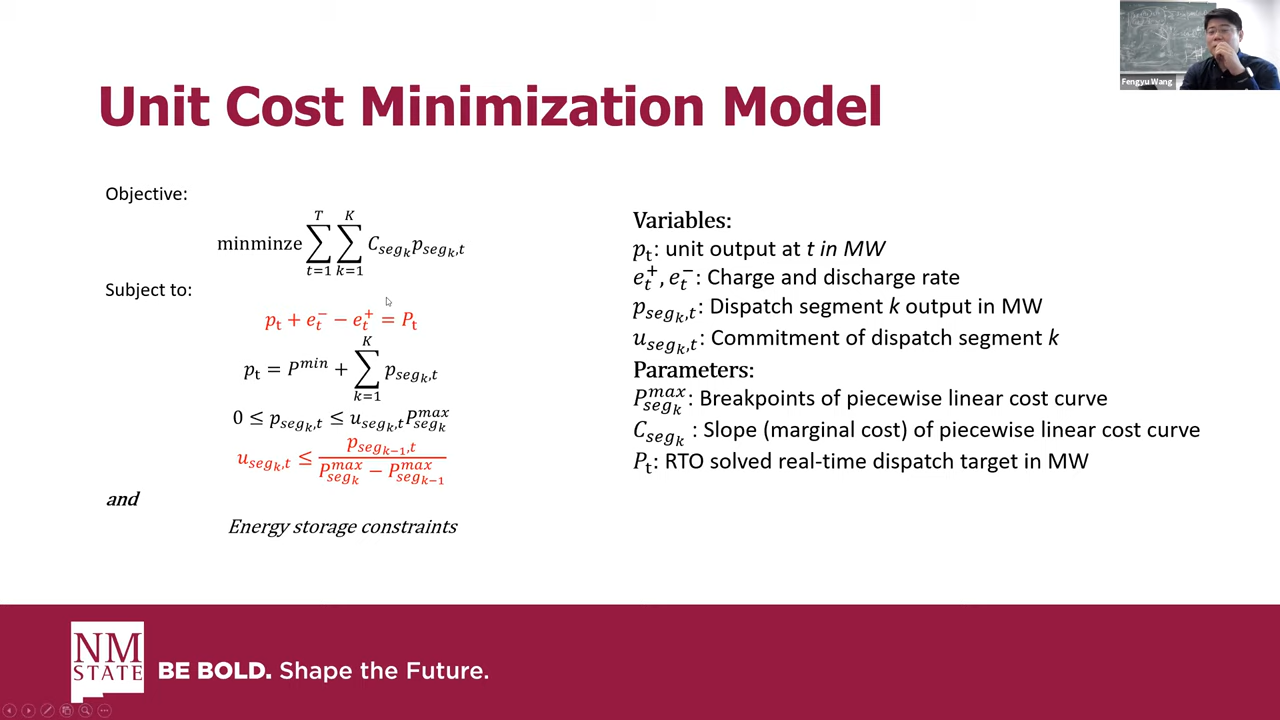 Fengyu Wang
Unit Cost Minimization Model
Objective:
minminze ∑_{t=1}^{T} ∑_{k=1}^{K} C_{seg_k} p_{seg_k,t}
Subject to:
p_t + e_t^- − e_t^+ = P_t
p_t = P^{min} + ∑_{k=1}^{K} p_{seg_k,t}
0 ≤ p_{seg_k,t} ≤ u_{seg_k,t} P_{seg_k}^{max}
u_{seg_k,t} ≤ \frac{p_{seg_{k-1},t}}{P_{seg_k}^{max} − P_{seg_{k-1}}^{max}}
and
Energy storage constraints
Variables:
p_t: unit output at t in MW
e_t^+, e_t^-: Charge and discharge rate
p_{seg_k,t}: Dispatch segment k output in MW
u_{seg_k,t}: Commitment of dispatch segment k
Parameters:
P_{seg_k}^{max}: Breakpoints of piecewise linear cost curve
C_{seg_k} : Slope (marginal cost) of piecewise linear cost curve
P_t: RTO solved real-time dispatch target in MW
NM
STATE
BE BOLD. Shape the Future.